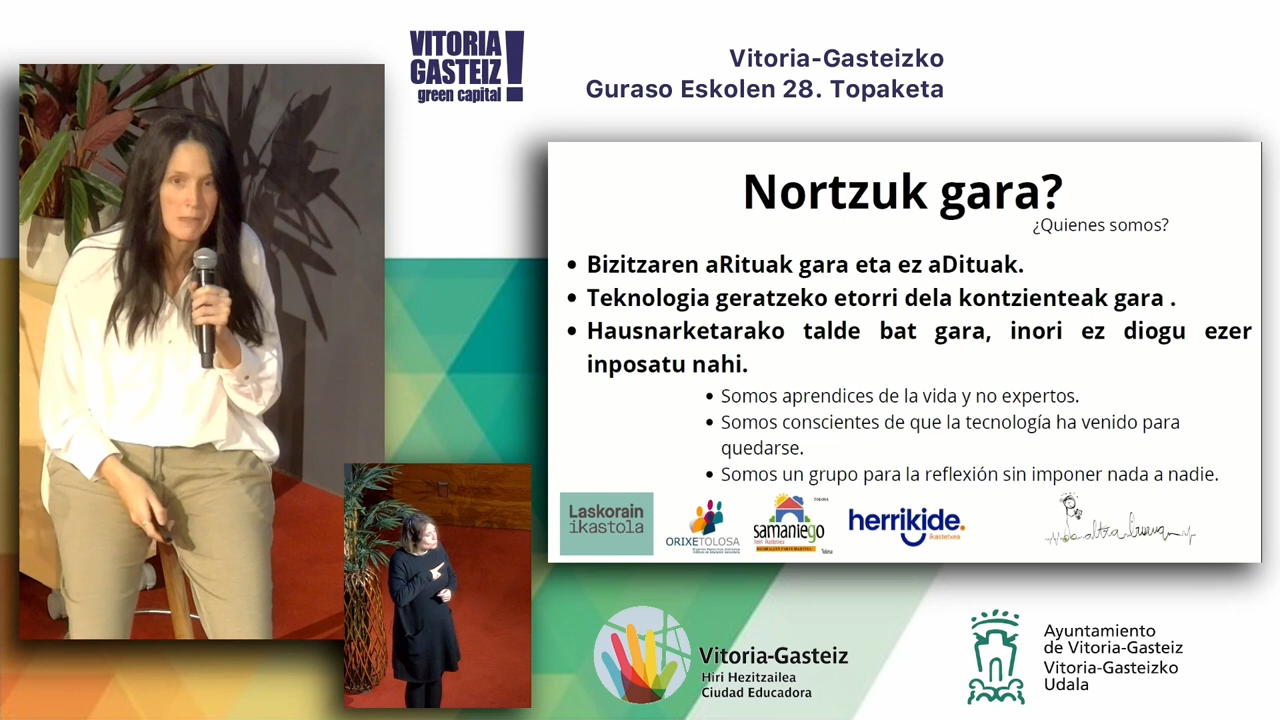 VITORIA
GASTEIZ!
green capital
Vitoria-Gasteizko
Guraso Eskolen 28. Topaketa
Nortzuk gara?
¿Quienes somos?
• Bizitzaren aRituak gara eta ez aDituak.
• Teknologia geratzeko etorri dela kontzienteak gara .
• Hausnarketarako talde bat gara, inori ez diogu ezer
inposatu nahi.
• Somos aprendices de la vida y no expertos.
• Somos conscientes de que la tecnología ha venido para
quedarse.
• Somos un grupo para la reflexión sin imponer nada a nadie.
Laskorain
ikastola
ORIXETOLOSA
TOLOSA
samaniego
Tolosa
herrikide.
ikastetxea
Vitoria-Gasteiz
Hiri Hezitzailea
Ciudad Educadora
Ayuntamiento
de Vitoria-Gasteiz
Vitoria-Gasteizko
Udala